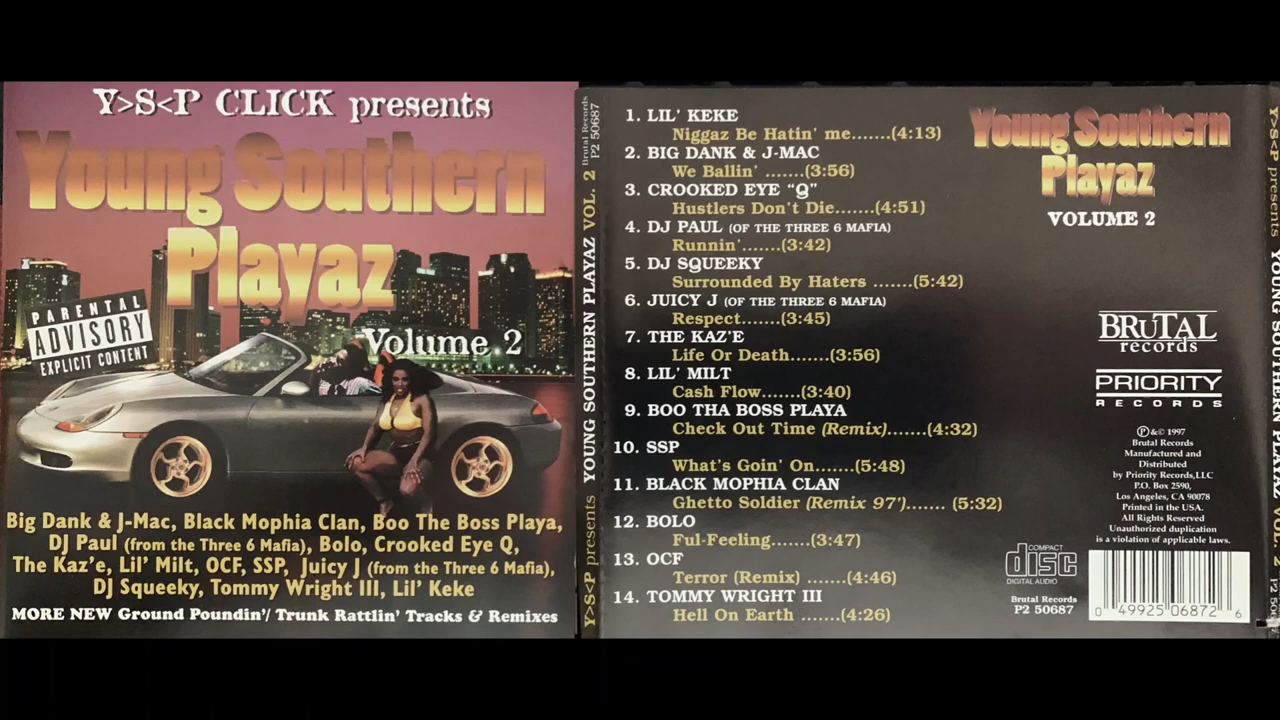 Y>S<P CLICK presents
Young Southern
Playaz
PARENTAL
ADVISORY
EXPLICIT CONTENT
Volume 2
Big Dank & J-Mac, Black Mophia Clan, Boo The Boss Playa,
DJ Paul (from the Three 6 Mafia), Bolo, Crooked Eye Q,
The Kaz'e, Lil' Milt, OCF, SSP, Juicy J (from the Three 6 Mafia),
DJ Squeeky, Tommy Wright III, Lil' Keke
MORE NEW Ground Poundin'/ Trunk Rattlin' Tracks & Remixes
Y>S<P presents YOUNG SOUTHERN PLAYAZ VOL. 2
Brutal Records
P2 50687
1. LIL' KEKE
Niggaz Be Hatin' me.......(4:13)
2. BIG DANK & J-MAC
We Ballin' .......(3:56)
3. CROOKED EYE "Q"
Hustlers Don't Die.......(4:51)
4. DJ PAUL (OF THE THREE 6 MAFIA)
Runnin'.......(3:42)
5. DJ SQUEEKY
Surrounded By Haters .......(5:42)
6. JUICY J (OF THE THREE 6 MAFIA)
Respect.......(3:45)
7. THE KAZ'E
Life Or Death.......(3:56)
8. LIL' MILT
Cash Flow.......(3:40)
9. BOO THA BOSS PLAYA
Check Out Time (Remix).......(4:32)
10. SSP
What's Goin' On.......(5:48)
11. BLACK MOPHIA CLAN
Ghetto Soldier (Remix 97')....... (5:32)
12. BOLO
Ful-Feeling.......(3:47)
13. OCF
Terror (Remix) .......(4:46)
14. TOMMY WRIGHT III
Hell On Earth .......(4:26)
Young Southern
Playaz
VOLUME 2
BRUTAL
records
PRIORITY
RECORDS
℗&© 1997
Brutal Records
Manufactured and
Distributed
by Priority Records,LLC
P.O. Box 2590,
Los Angeles, CA 90078
Printed in the USA.
All Rights Reserved
Unauthorized duplication
is a violation of applicable laws.
COMPACT
disc
DIGITAL AUDIO
Brutal Records
P2 50687
0 49925 06872 6
Y>S<P presents YOUNG SOUTHERN PLAYAZ VOL. 2